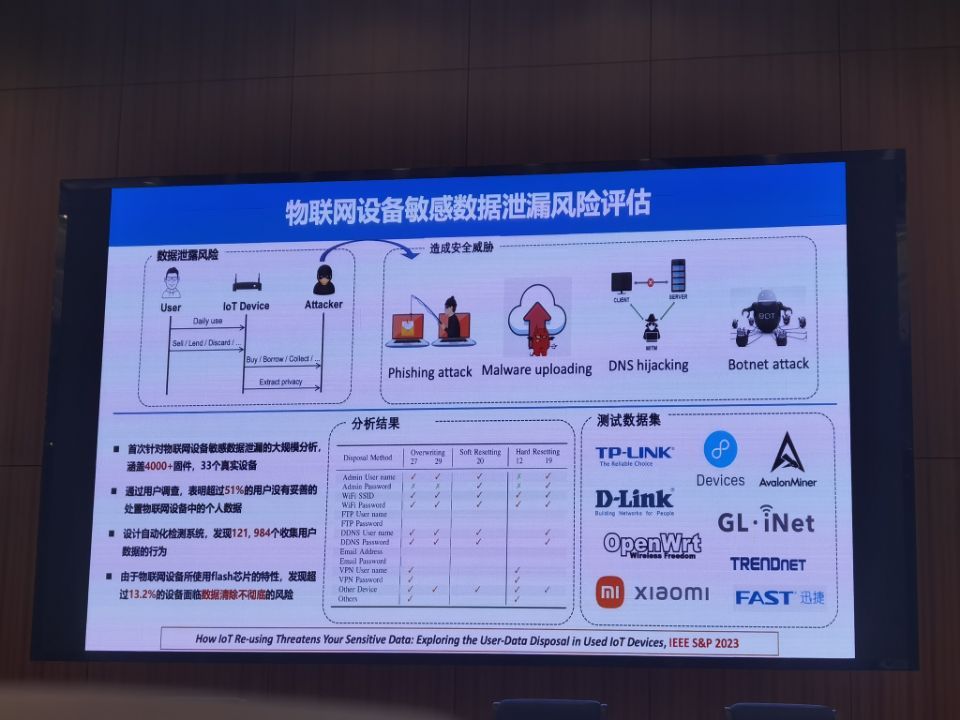 物联网设备敏感数据泄漏风险评估
数据泄露风险
User
IoT Device
Attacker
Daily use
Sell / Lend / Discard / ...
Buy / Borrow / Collect / ...
Extract privacy
造成安全威胁
CLIENT
SERVER
MITM
BOT
Phishing attack
Malware uploading
DNS hijacking
Botnet attack
首次针对物联网设备敏感数据泄漏的大规模分析，
涵盖4000+固件，33个真实设备
通过用户调查，表明超过51%的用户没有妥善的
处置物联网设备中的个人数据
设计自动化检测系统，发现121, 984个收集用户
数据的行为
由于物联网设备所使用flash芯片的特性，发现超
过13.2%的设备面临数据清除不彻底的风险
分析结果
Disposal Method
Overwriting
Soft Resetting
Hard Resetting
27 29 20 12 19
Admin User name ✓ ✓ ✓ ✗ ✓
Admin Password ✗ ✗ ✓ ✗ ✓
WiFi SSID ✓ ✓ ✓ ✓ ✓
WiFi Password ✓ ✓ ✓ ✓ ✓
FTP User name
FTP Password
DDNS User name ✓ ✓ ✓ ✓
DDNS Password ✓ ✓ ✓ ✓
Email Address
Email Password
VPN User name ✓ ✓
VPN Password ✓ ✓
Other Device ✓ ✓ ✓ ✓ ✓
Others ✓ ✓
测试数据集
TP-LINK
The Reliable Choice
Devices
AvalonMiner
D-Link
Building Networks for People
GL·iNet
OpenWrt
Wireless Freedom
TRENDNET
mi xiaomi
FAST 迅捷
How IoT Re-using Threatens Your Sensitive Data: Exploring the User-Data Disposal in Used IoT Devices, IEEE S&P 2023